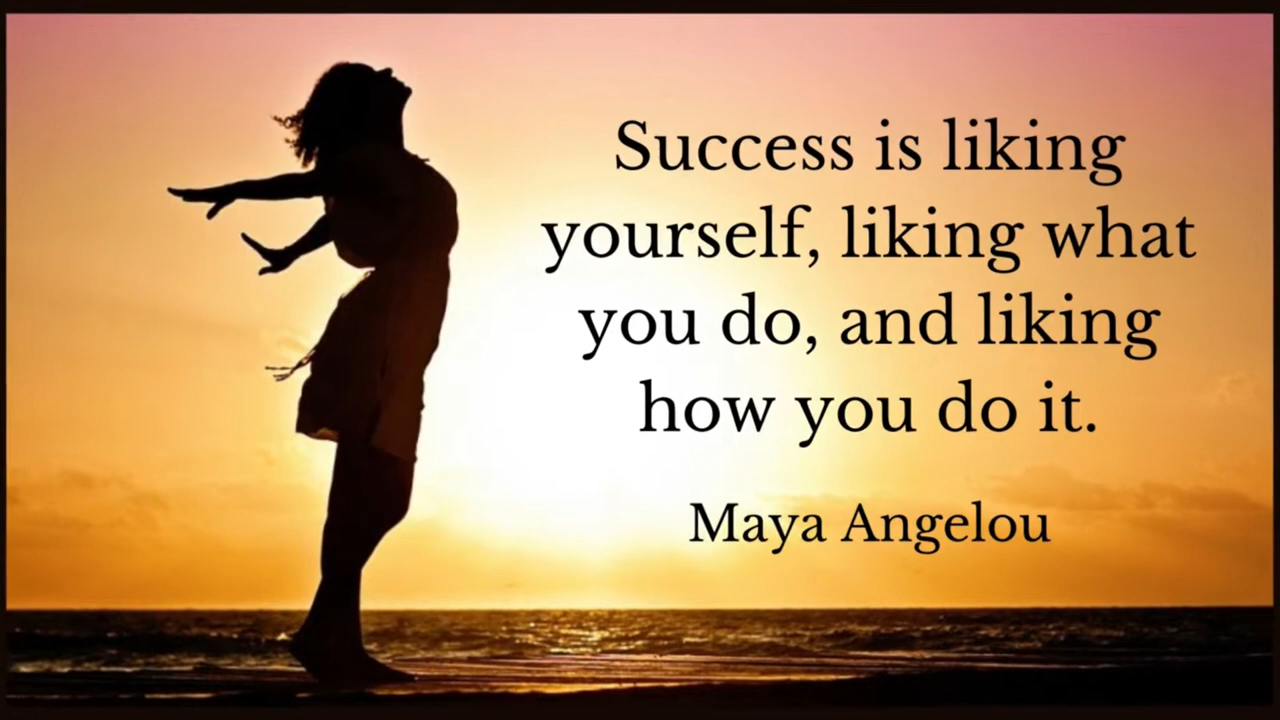 Success is liking
yourself, liking what
you do, and liking
how you do it.
Maya Angelou